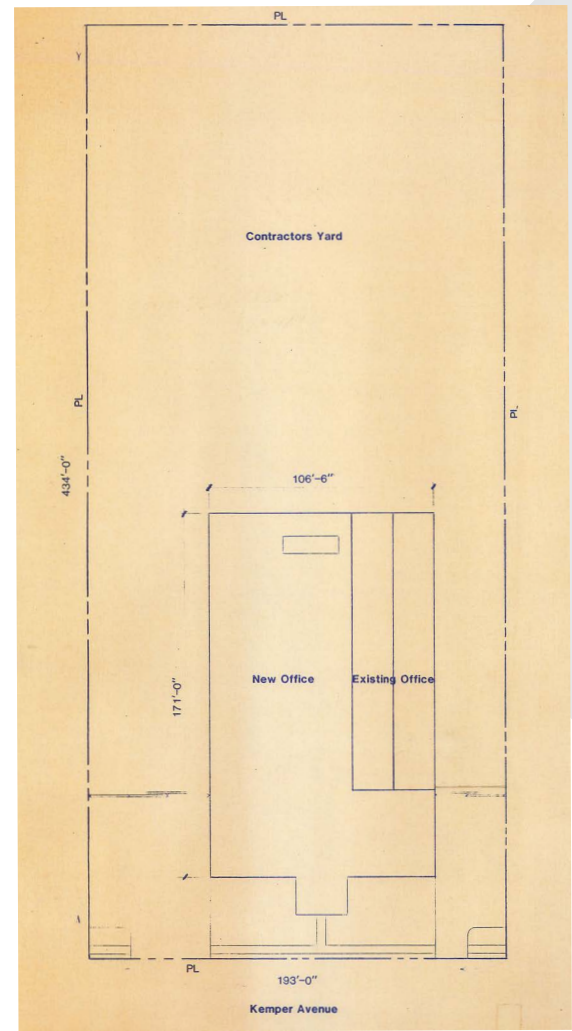 PL
Contractors Yard
PL
PL
434'-0"
106'-6"
171'-0"
New Office
Existing Office
PL
193'-0"
Kemper Avenue